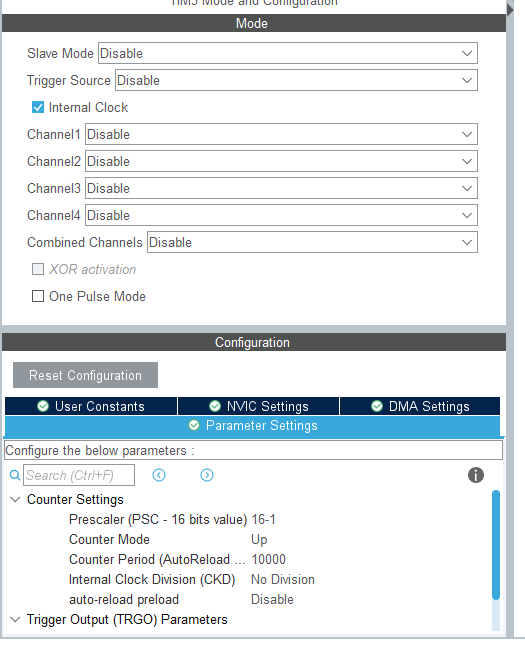 TIM3 Mode and Configuration
Mode
Slave Mode Disable
Trigger Source Disable
Internal Clock
Channel1 Disable
Channel2 Disable
Channel3 Disable
Channel4 Disable
Combined Channels Disable
XOR activation
One Pulse Mode
Configuration
Reset Configuration
User Constants NVIC Settings DMA Settings
Parameter Settings
Configure the below parameters :
Search (Ctrl+F)
Counter Settings
Prescaler (PSC - 16 bits value) 16-1
Counter Mode Up
Counter Period (AutoReload ... 10000
Internal Clock Division (CKD) No Division
auto-reload preload Disable
Trigger Output (TRGO) Parameters